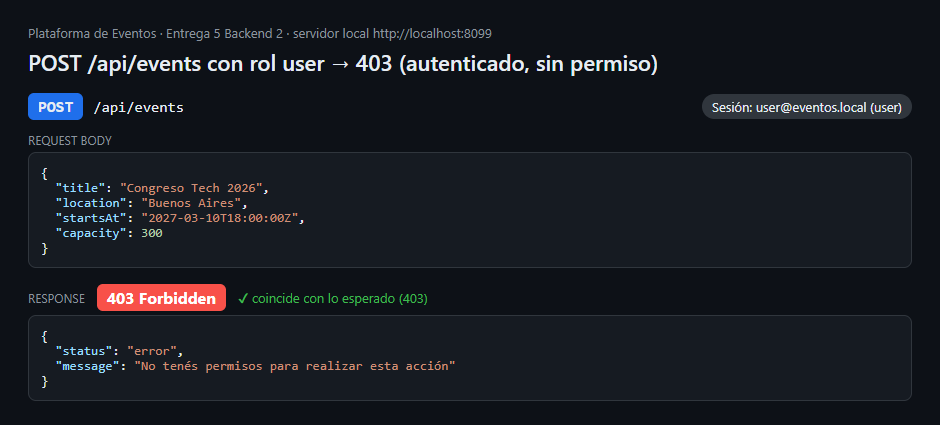 Plataforma de Eventos · Entrega 5 Backend 2 · servidor local http://localhost:8099
POST /api/events con rol user → 403 (autenticado, sin permiso)
POST /api/events
Sesión: user@eventos.local (user)
REQUEST BODY
{
  "title": "Congreso Tech 2026",
  "location": "Buenos Aires",
  "startsAt": "2027-03-10T18:00:00Z",
  "capacity": 300
}
RESPONSE 403 Forbidden ✓ coincide con lo esperado (403)
{
  "status": "error",
  "message": "No tenés permisos para realizar esta acción"
}